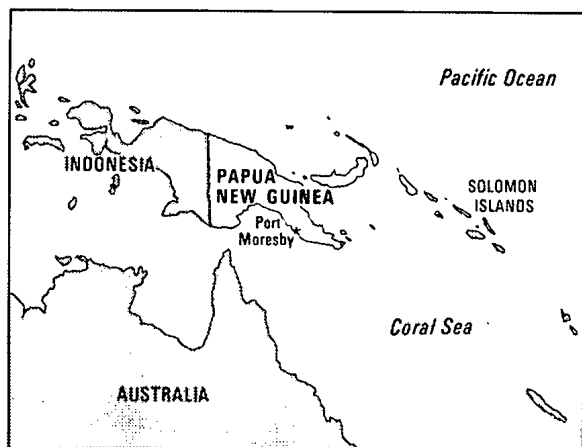 Pacific Ocean
INDONESIA
PAPUA
NEW GUINEA
SOLOMON
ISLANDS
Port
Moresby
Coral Sea
AUSTRALIA